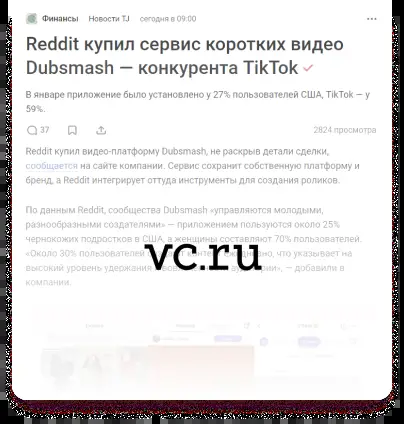 Финансы Новости TJ сегодня в 09:00
Reddit купил сервис коротких видео
Dubsmash — конкурента TikTok
В январе приложение было установлено у 27% пользователей США, TikTok — у
59%.
37 2824 просмотра
Reddit купил видео-платформу Dubsmash, не раскрыв детали сделки,
сообщается на сайте компании. Сервис сохранит собственную платформу и
бренд, а Reddit интегрирует оттуда инструменты для создания роликов.
По данным Reddit, сообщества Dubsmash «управляются молодыми,
разнообразными создателями» — приложением пользуются около 25%
чернокожих подростков в США, а женщины составляют 70% пользователей.
«Около 30% пользователей что указывает на
vc.ru
высокий уровень удержания — добавили в
компании.